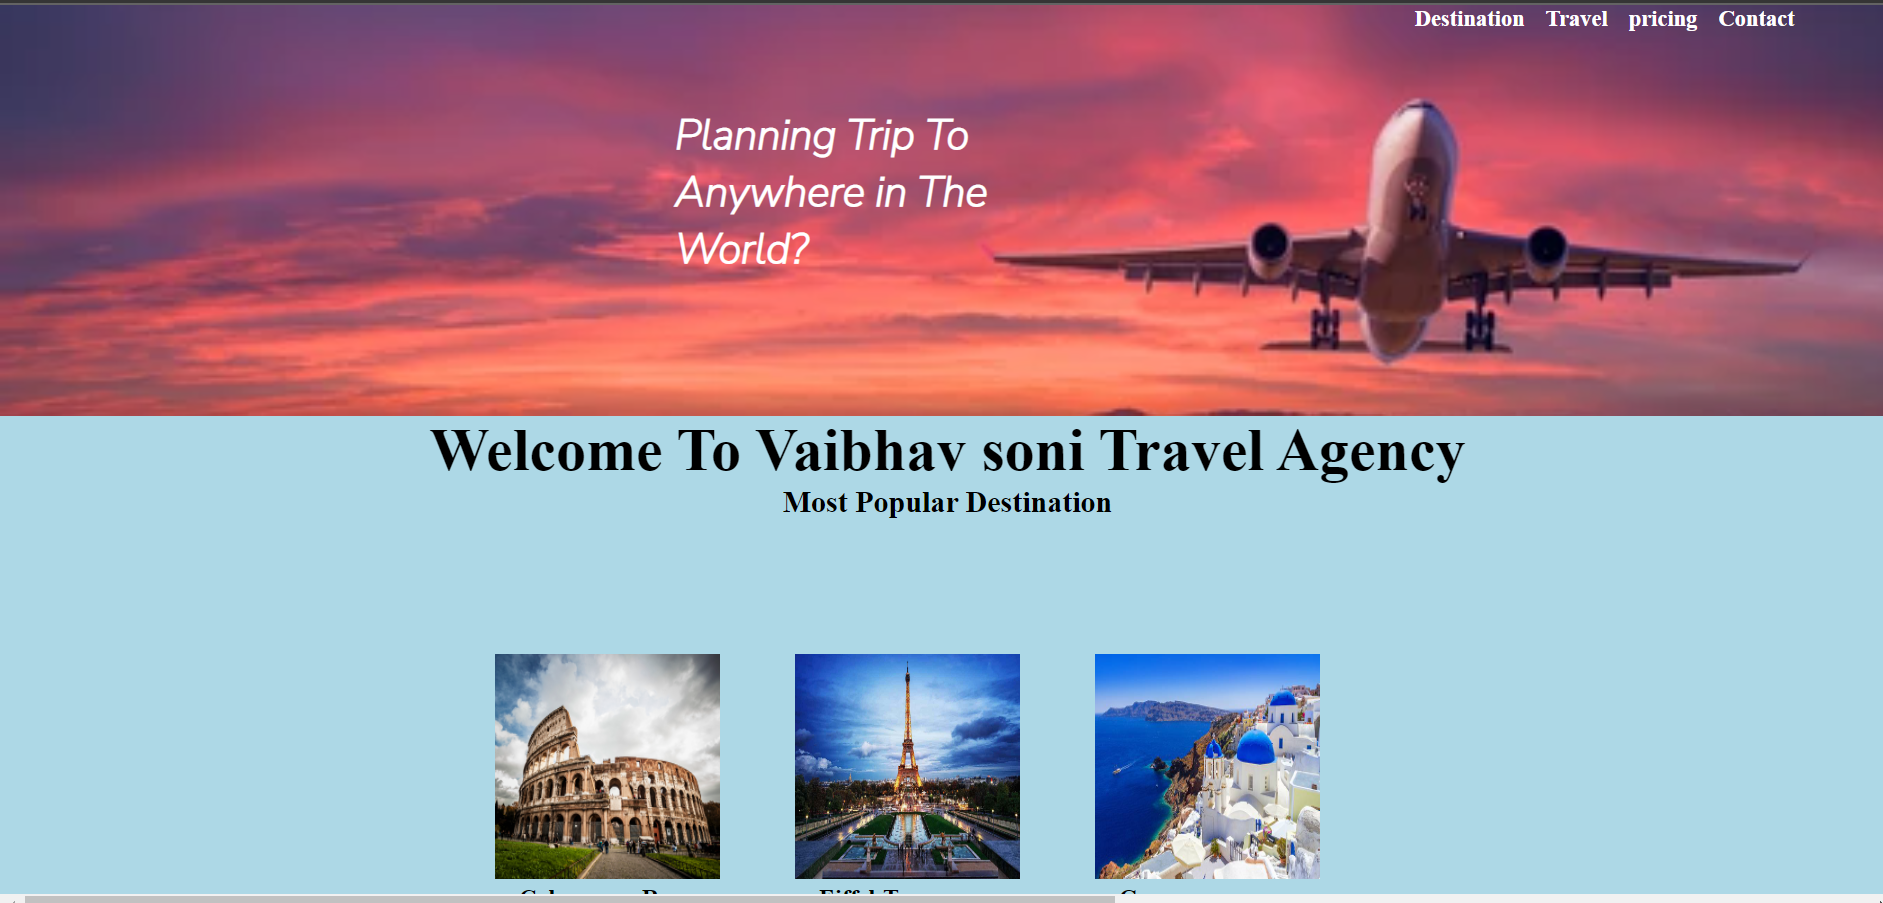 Destination Travel pricing Contact
Planning Trip To
Anywhere in The
World?
Welcome To Vaibhav soni Travel Agency
Most Popular Destination